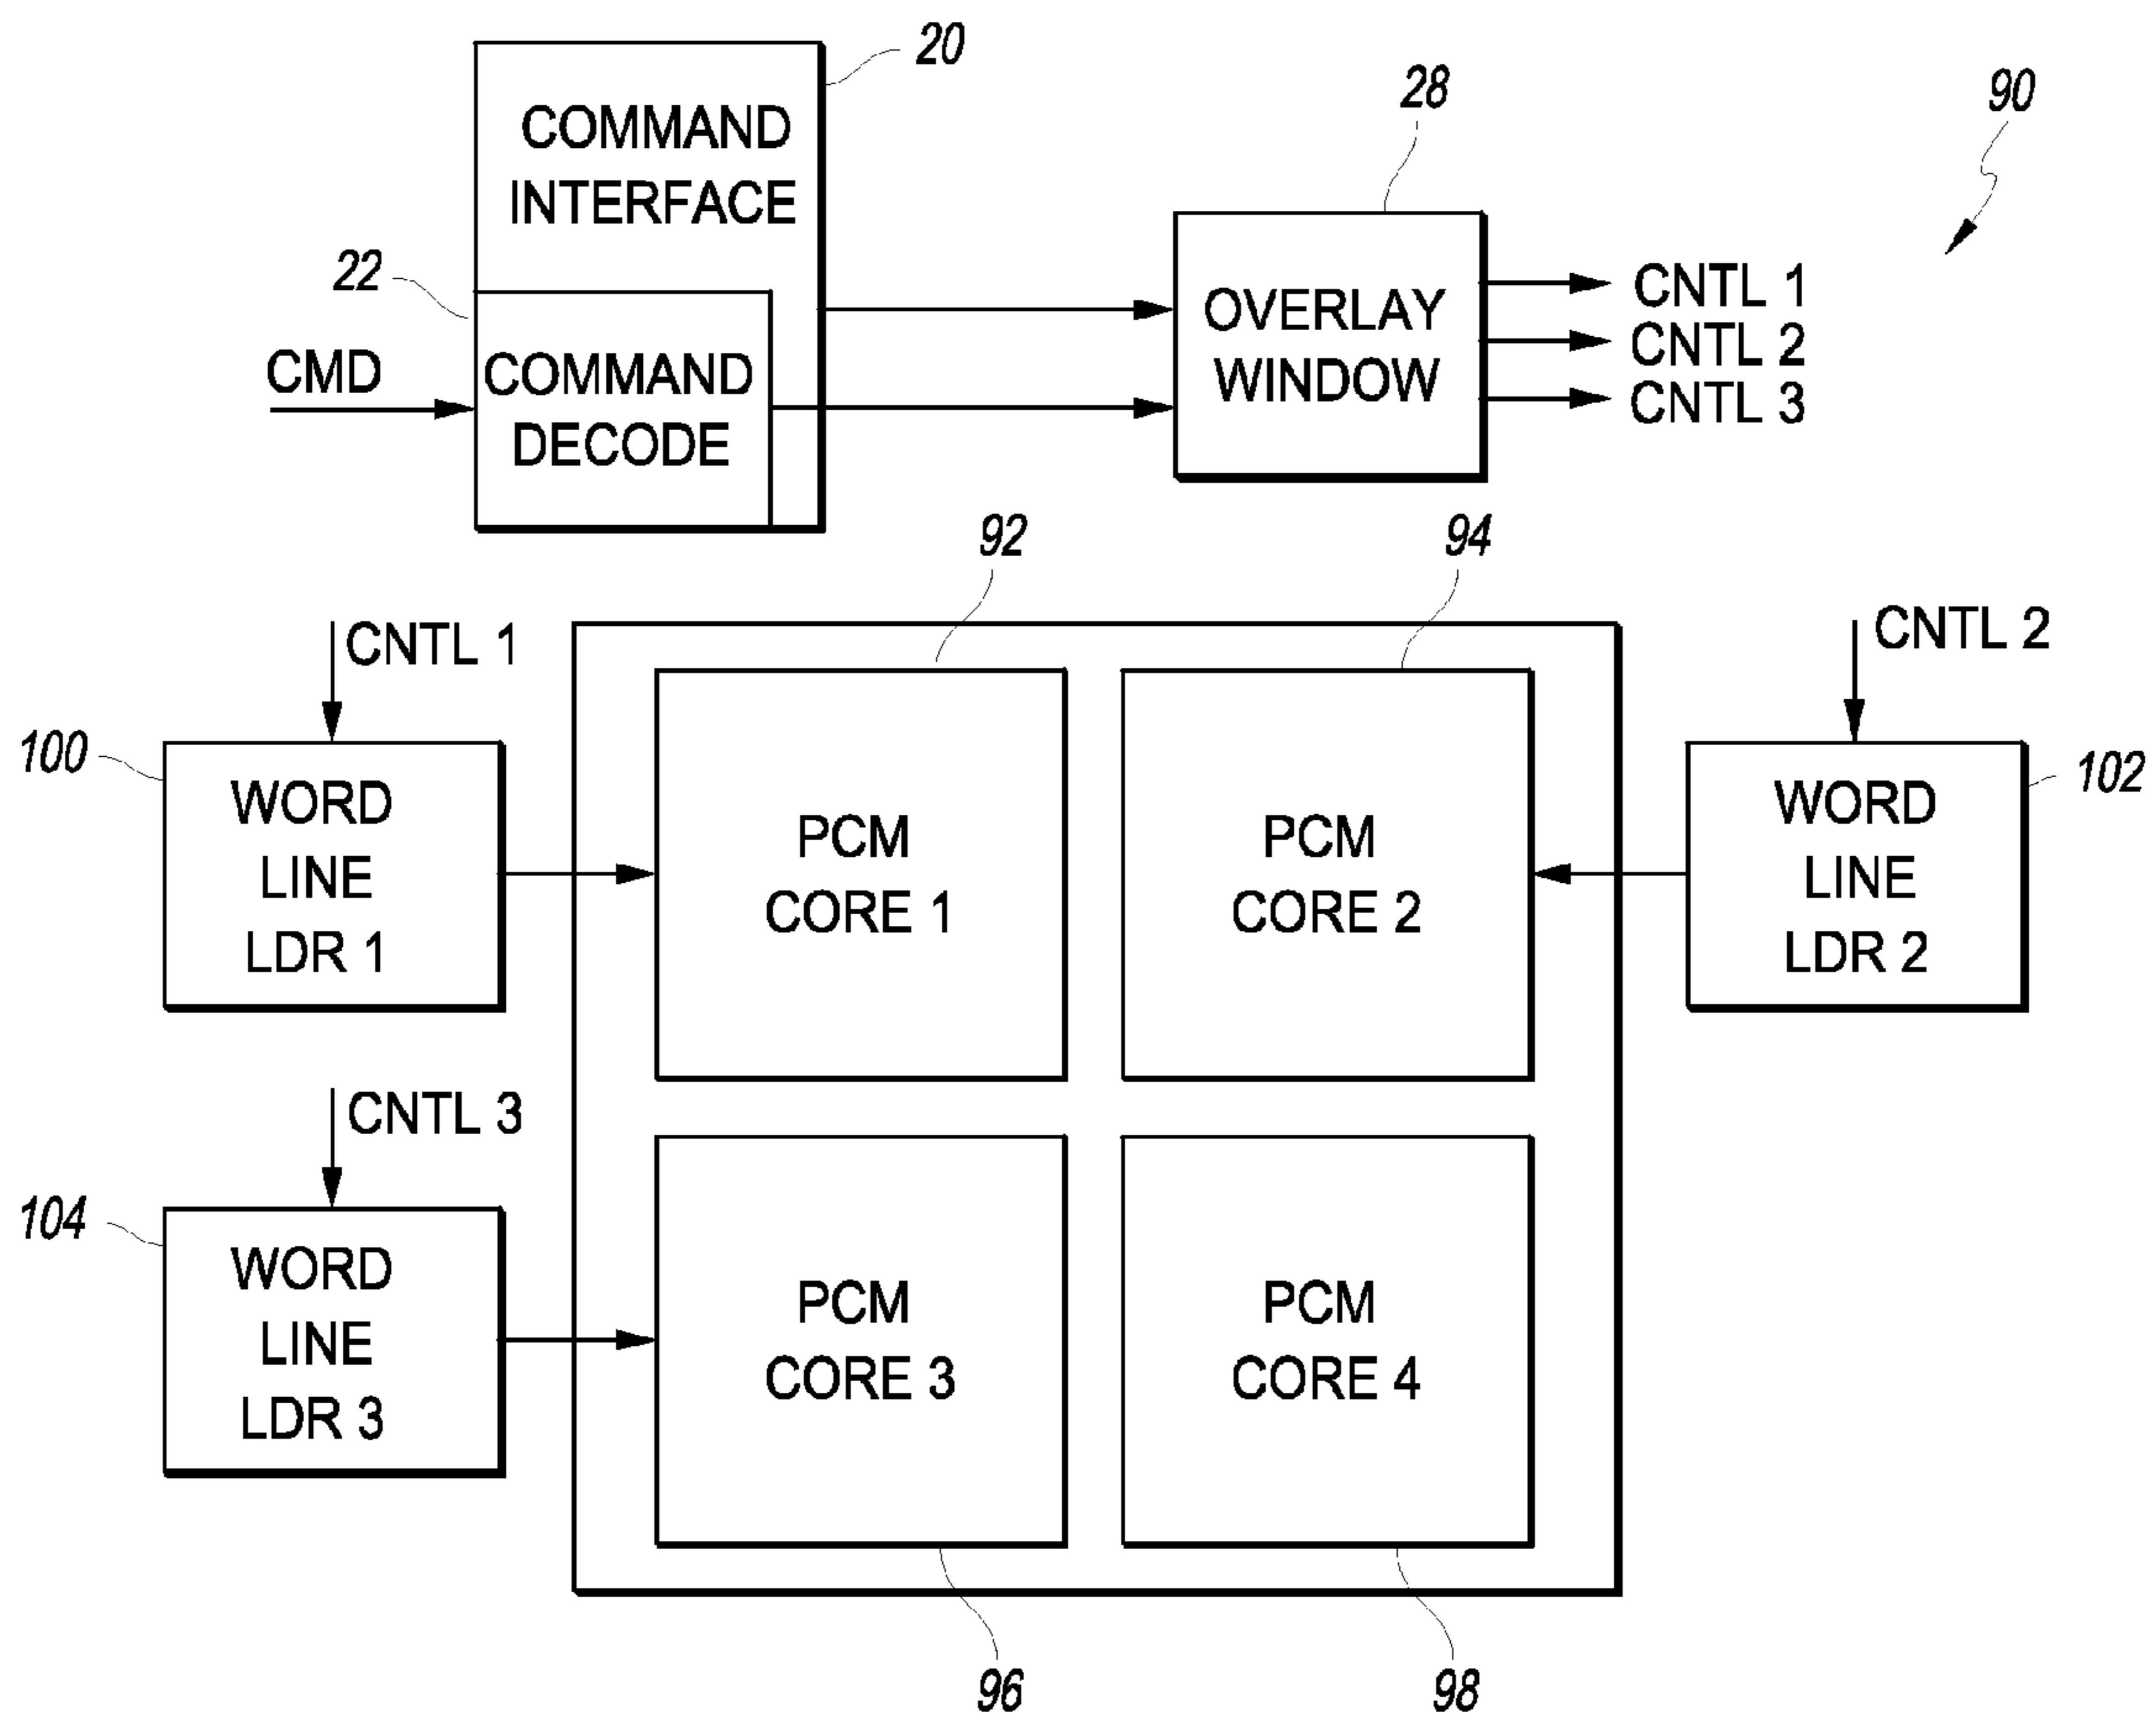 20
COMMAND
INTERFACE
28
90
22
CMD
COMMAND
DECODE
OVERLAY
WINDOW
CNTL 1
CNTL 2
CNTL 3
92
94
CNTL 1
CNTL 2
100
WORD
LINE
LDR 1
PCM
CORE 1
PCM
CORE 2
WORD
LINE
LDR 2
102
CNTL 3
104
WORD
LINE
LDR 3
PCM
CORE 3
PCM
CORE 4
96
98